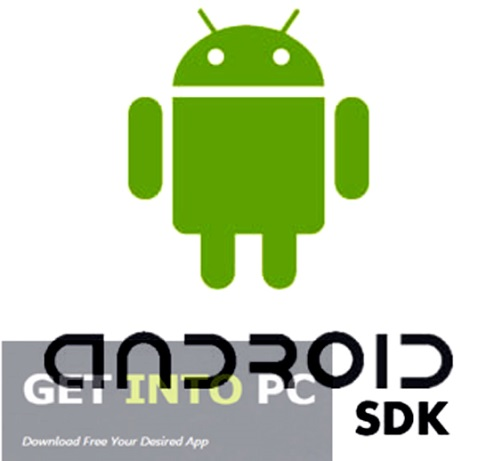 ANDROID
GET INTO PC
SDK
Download Free Your Desired App